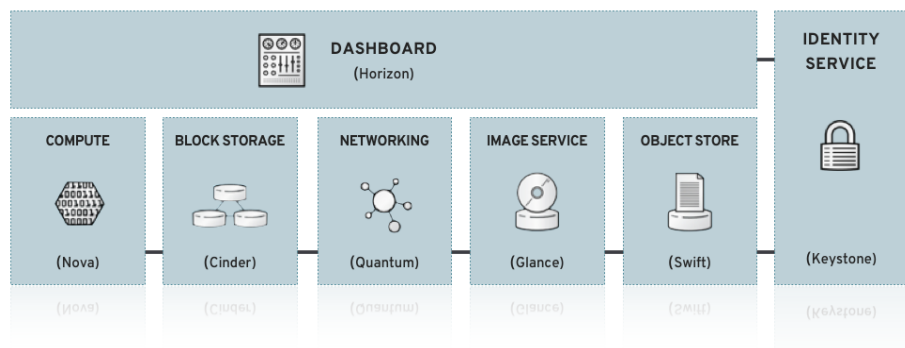 DASHBOARD
(Horizon)
IDENTITY
SERVICE
(Keystone)
COMPUTE
(Nova)
BLOCK STORAGE
(Cinder)
NETWORKING
(Quantum)
IMAGE SERVICE
(Glance)
OBJECT STORE
(Swift)